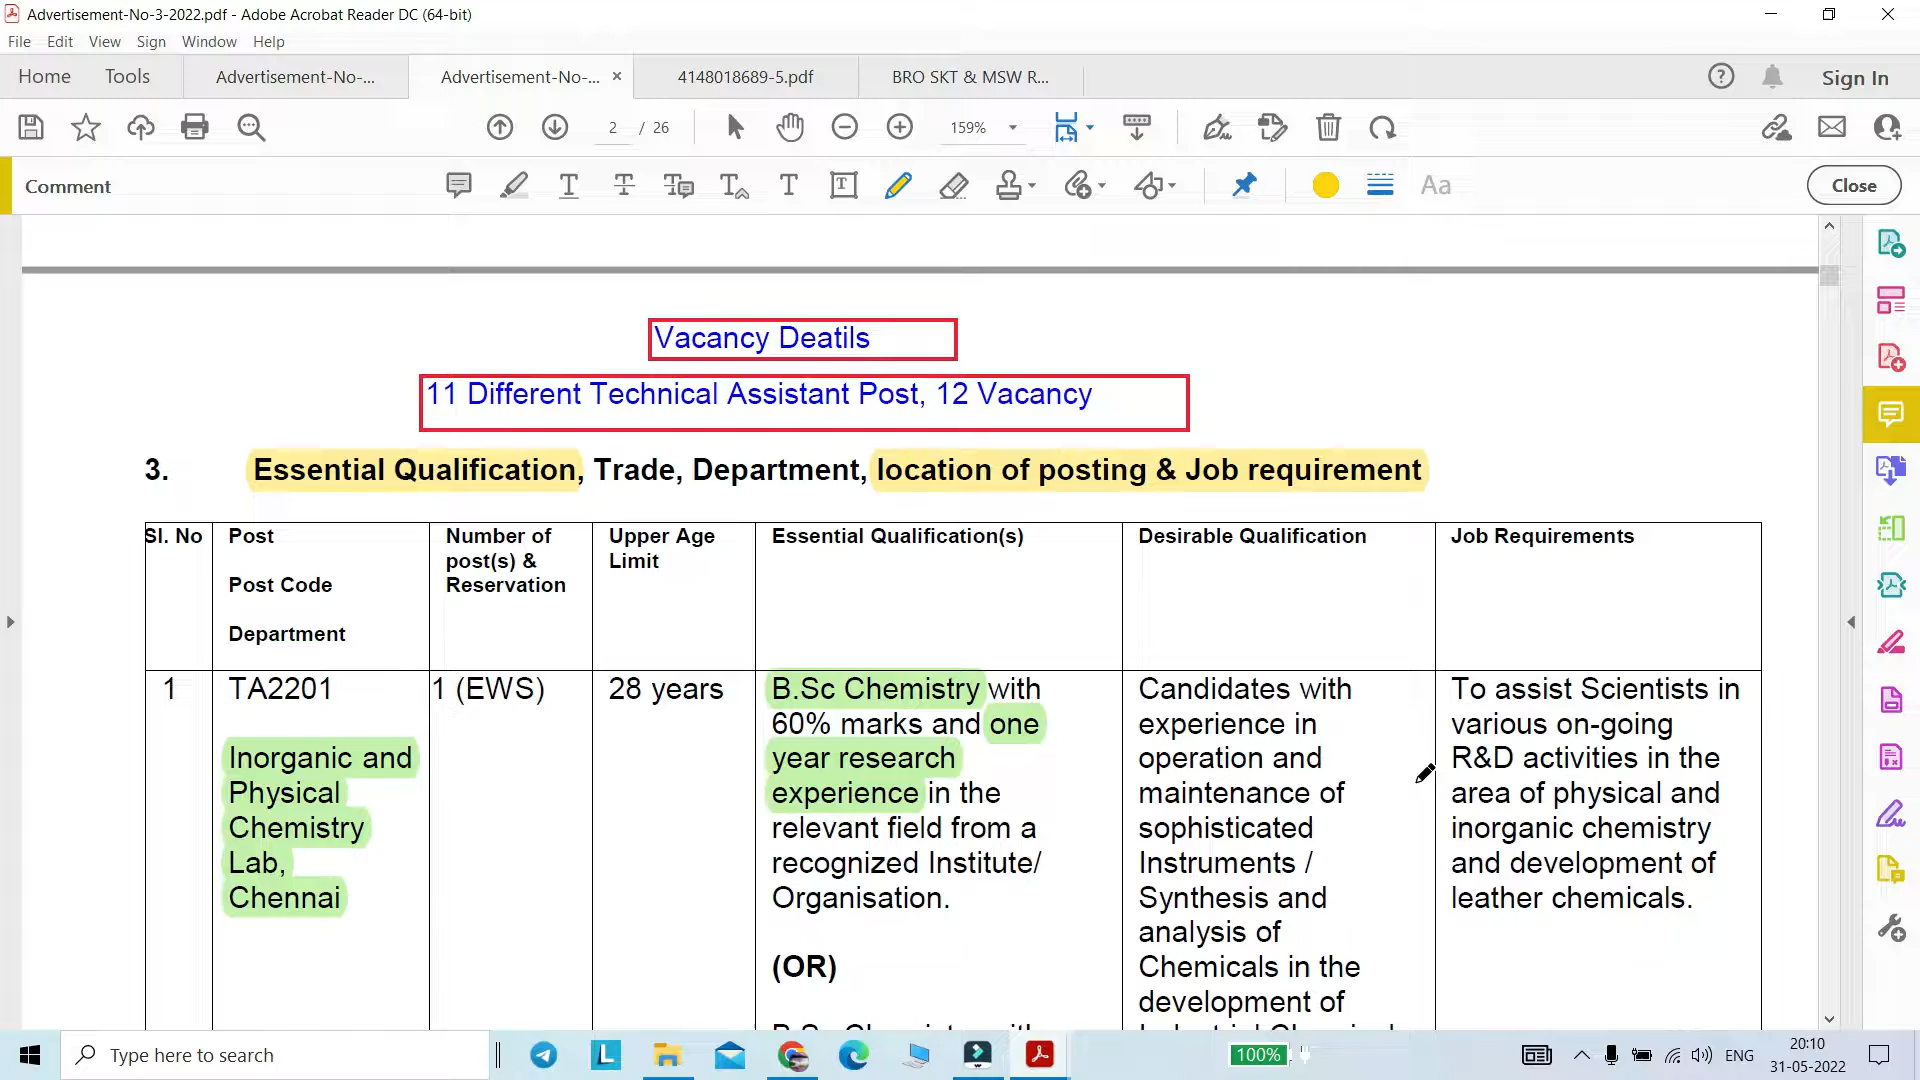 Advertisement-No-3-2022.pdf - Adobe Acrobat Reader DC (64-bit)
File Edit View Sign Window Help
Home Tools Advertisement-No-... Advertisement-No-... × 4148018689-5.pdf BRO SKT & MSW R... Sign In
2 / 26 159%
Comment Aa Close
Vacancy Deatils
11 Different Technical Assistant Post, 12 Vacancy
3. Essential Qualification, Trade, Department, location of posting & Job requirement
Sl. No
Post
Post Code
Department
Number of
post(s) &
Reservation
Upper Age
Limit
Essential Qualification(s)
Desirable Qualification
Job Requirements
1
TA2201
Inorganic and
Physical
Chemistry
Lab,
Chennai
1 (EWS)
28 years
B.Sc Chemistry with
60% marks and one
year research
experience in the
relevant field from a
recognized Institute/
Organisation.
(OR)
Candidates with
experience in
operation and
maintenance of
sophisticated
Instruments /
Synthesis and
analysis of
Chemicals in the
development of
To assist Scientists in
various on-going
R&D activities in the
area of physical and
inorganic chemistry
and development of
leather chemicals.
Type here to search
100%
ENG
20:10
31-05-2022